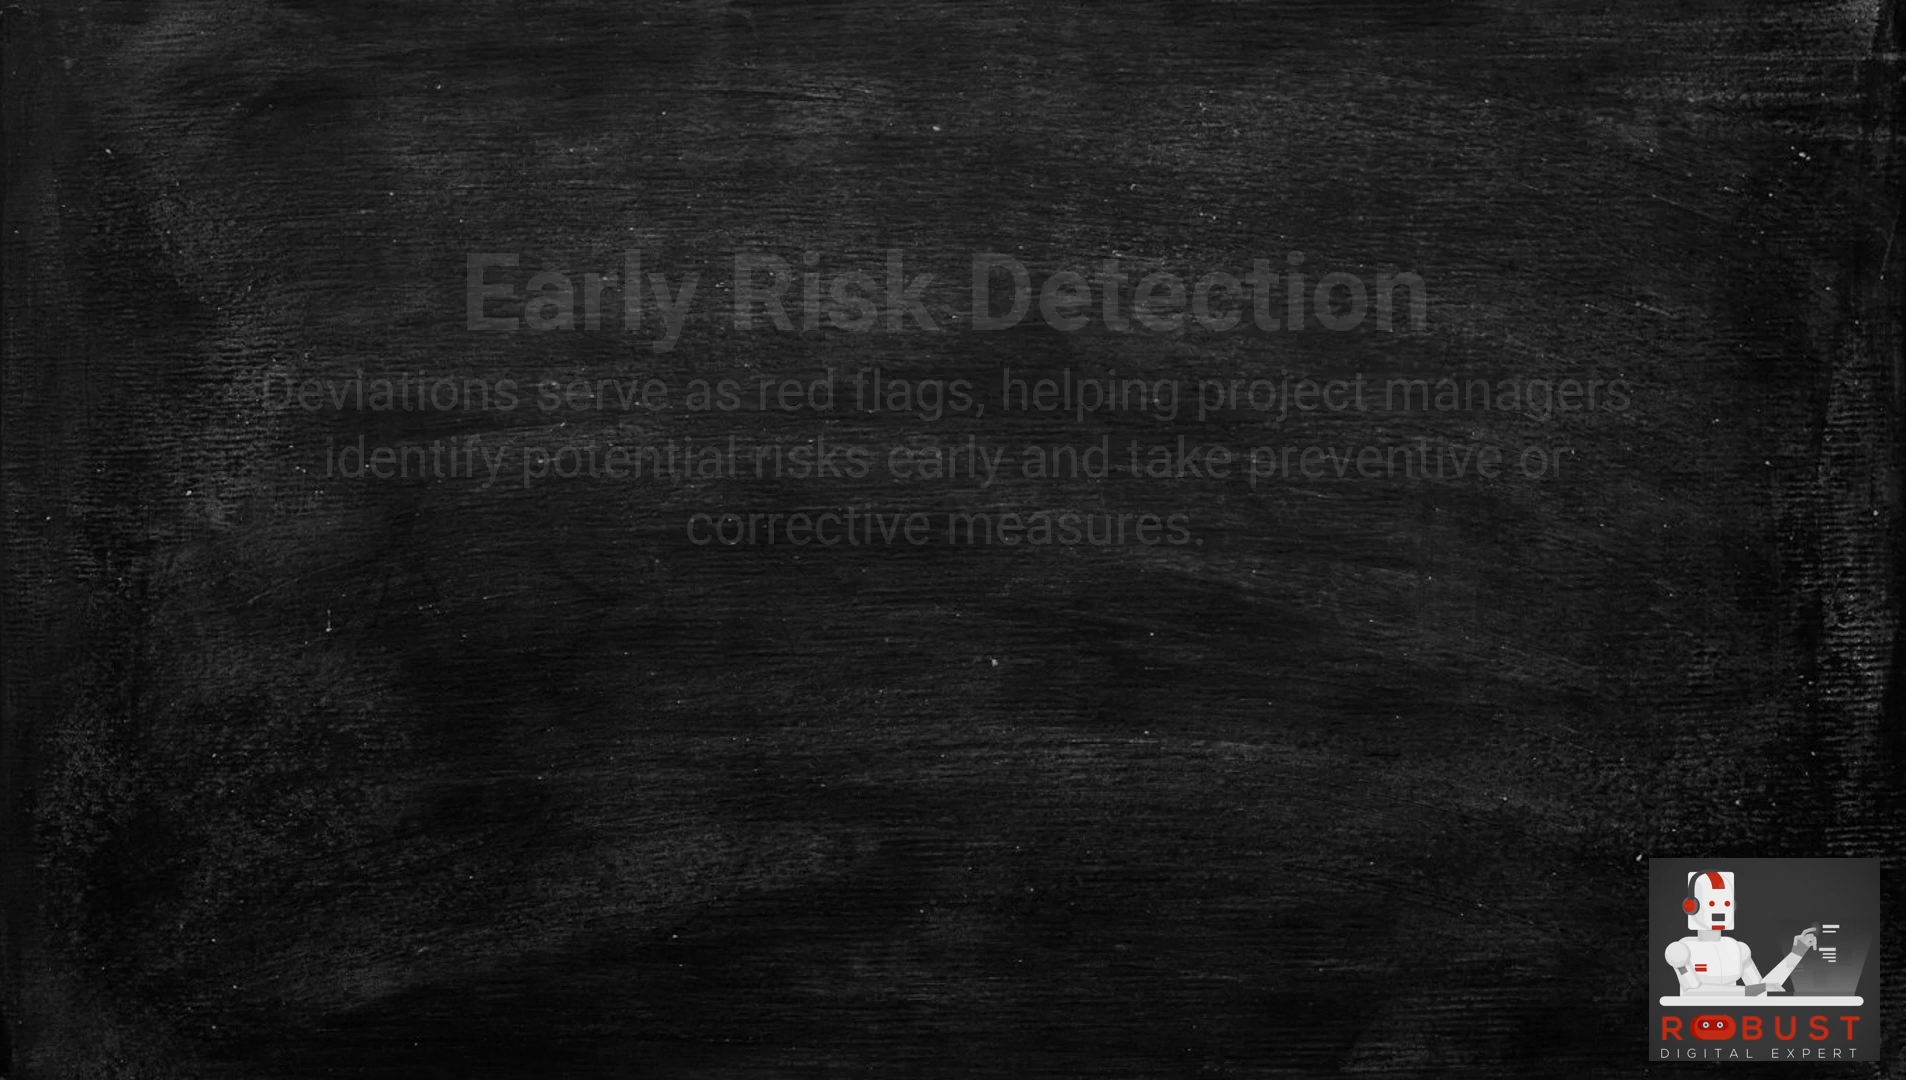 Early Risk Detection
Deviations serve as red flags, helping project managers
identify potential risks early and take preventive or
corrective measures.
ROBUST
DIGITAL EXPERT